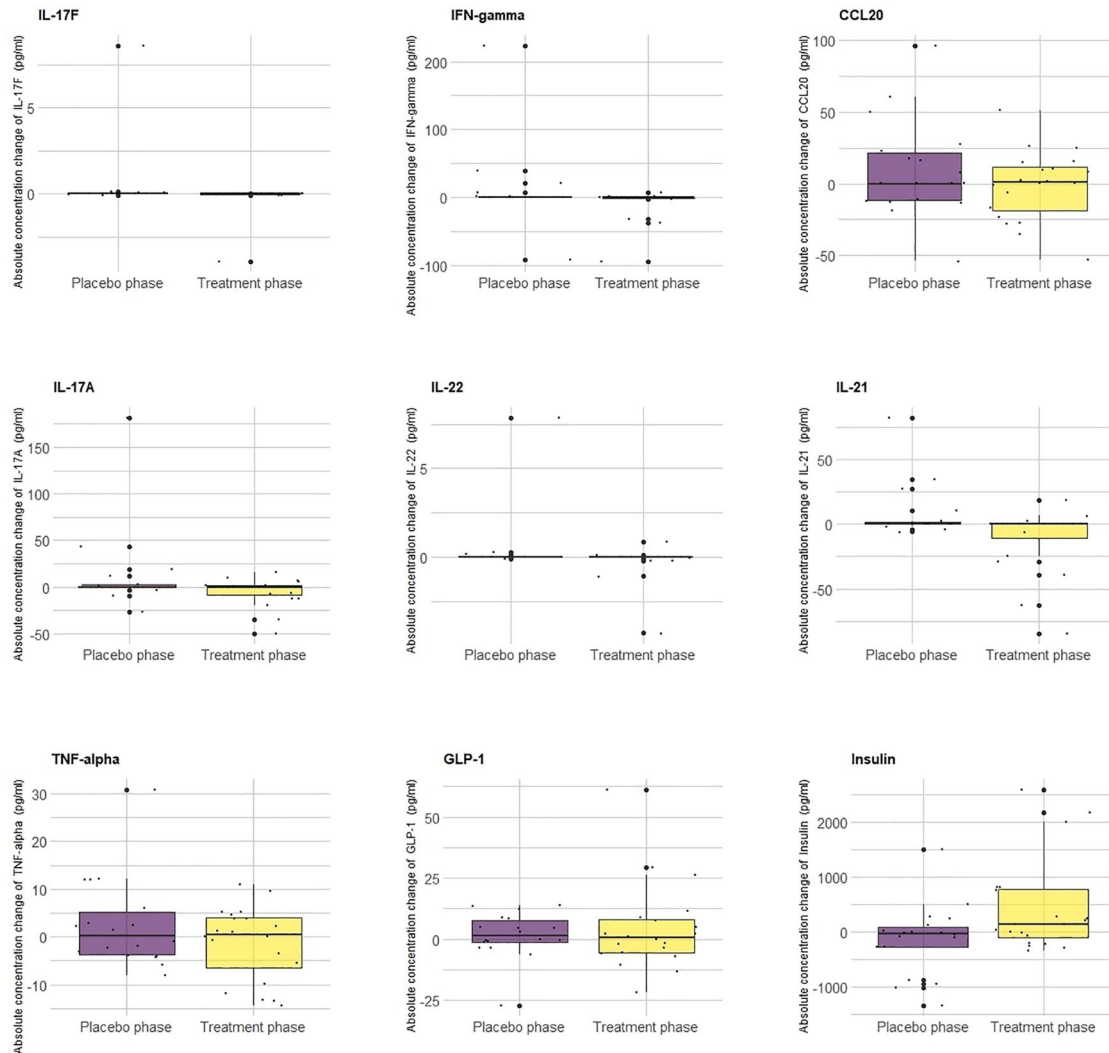 IL-17F
Absolute concentration change of IL-17F (pg/ml)
5
0
Placebo phase
Treatment phase
IFN-gamma
Absolute concentration change of IFN-gamma (pg/ml)
200
100
0
-100
Placebo phase
Treatment phase
CCL20
Absolute concentration change of CCL20 (pg/ml)
100
50
0
-50
Placebo phase
Treatment phase
IL-17A
Absolute concentration change of IL-17A (pg/ml)
150
100
50
0
-50
Placebo phase
Treatment phase
IL-22
Absolute concentration change of IL-22 (pg/ml)
5
0
Placebo phase
Treatment phase
IL-21
Absolute concentration change of IL-21 (pg/ml)
50
0
-50
Placebo phase
Treatment phase
TNF-alpha
Absolute concentration change of TNF-alpha (pg/ml)
30
20
10
0
-10
Placebo phase
Treatment phase
GLP-1
Absolute concentration change of GLP-1 (pg/ml)
50
25
0
-25
Placebo phase
Treatment phase
Insulin
Absolute concentration change of Insulin (pg/ml)
2000
1000
0
-1000
Placebo phase
Treatment phase